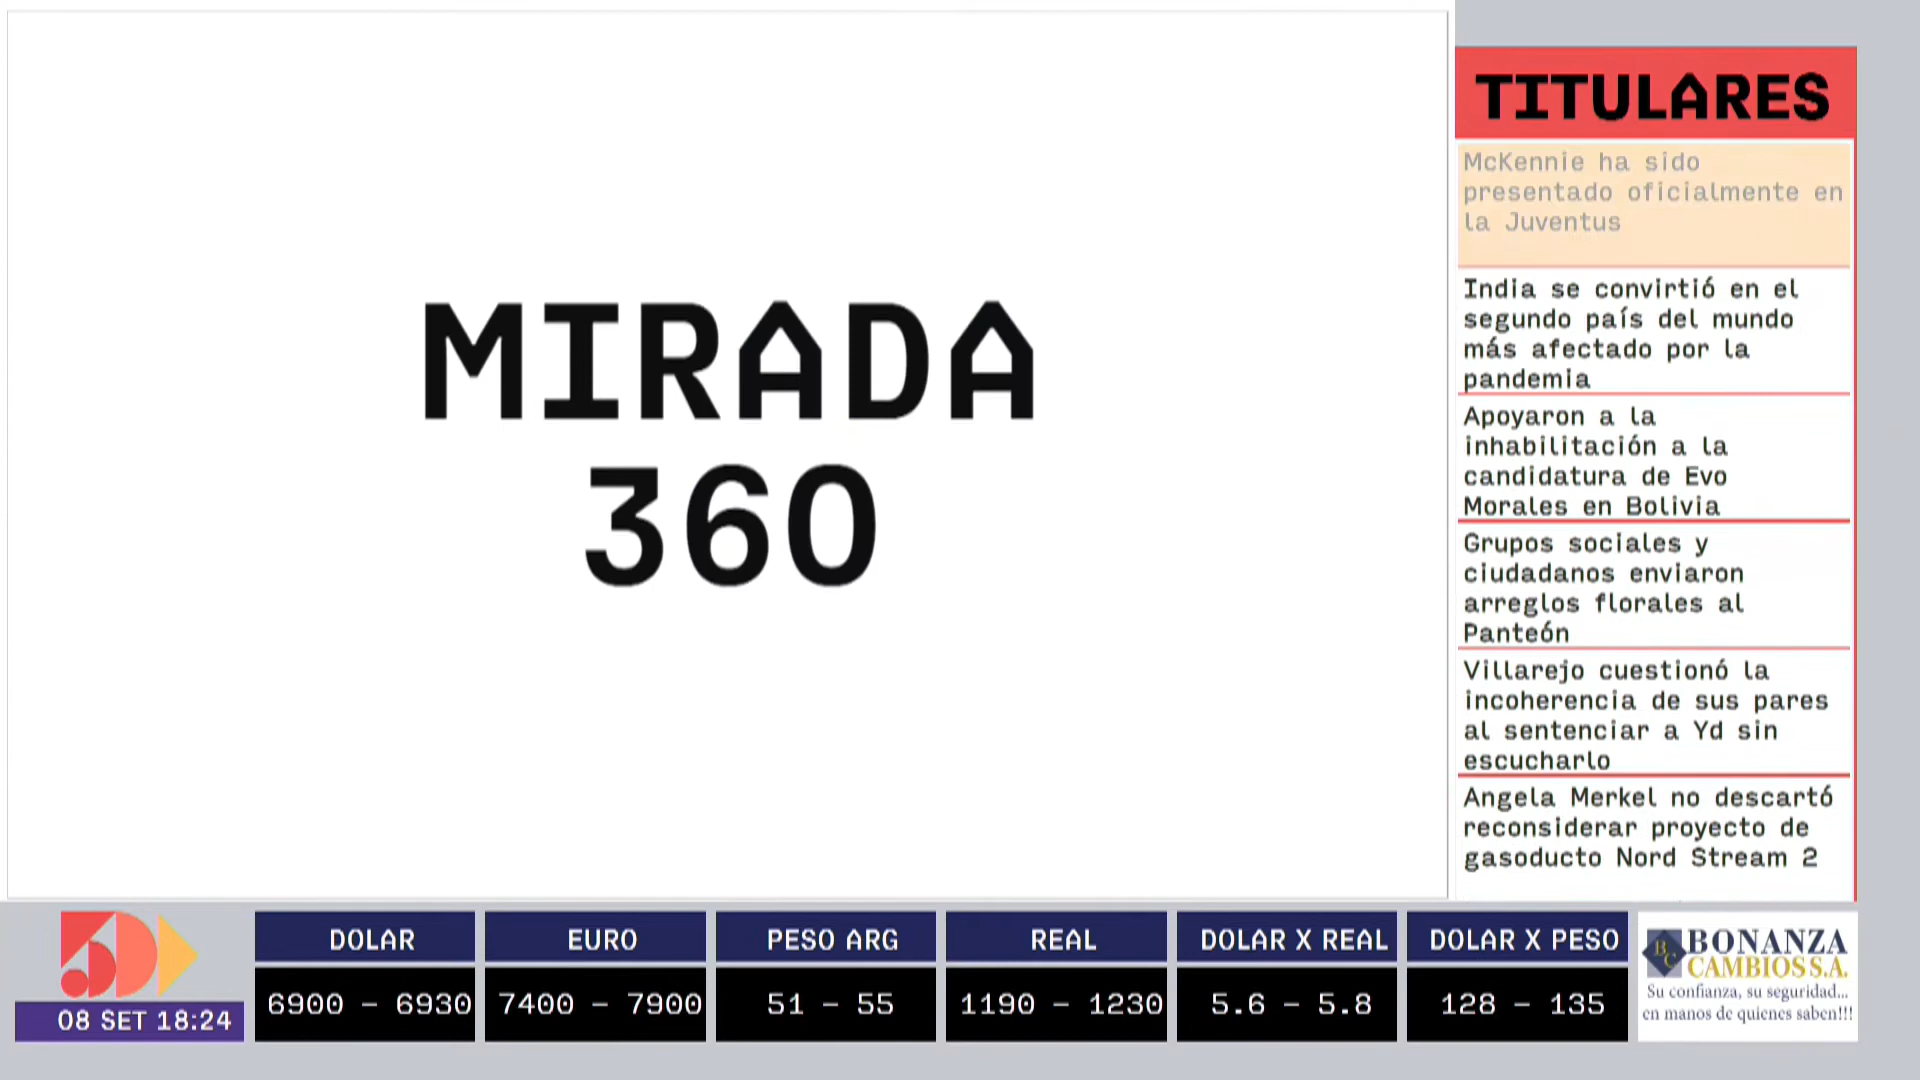 MIRADA
360
TITULARES
McKennie ha sido
presentado oficialmente en
la Juventus
India se convirtió en el
segundo país del mundo
más afectado por la
pandemia
Apoyaron a la
inhabilitación a la
candidatura de Evo
Morales en Bolivia
Grupos sociales y
ciudadanos enviaron
arreglos florales al
Panteón
Villarejo cuestionó la
incoherencia de sus pares
al sentenciar a Yd sin
escucharlo
Angela Merkel no descartó
reconsiderar proyecto de
gasoducto Nord Stream 2
5D
08 SET 18:24
DOLAR
6900 - 6930
EURO
7400 - 7900
PESO ARG
51 - 55
REAL
1190 - 1230
DOLAR X REAL
5.6 - 5.8
DOLAR X PESO
128 - 135
BC
BONANZA
CAMBIOS S.A.
Su confianza, su seguridad...
en manos de quienes saben!!!